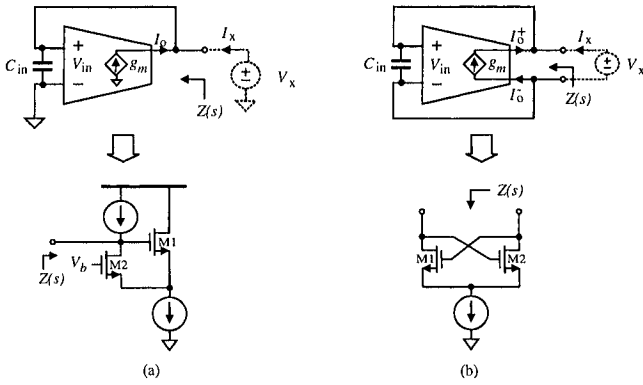 I_o I_x
+
C_in V_in g_m V_x
−
Z(s)
I_o^+ I_x
+
C_in V_in g_m V_x
−
I_o^- Z(s)
M1
V_b M2
Z(s)
Z(s)
M1 M2
(a) (b)